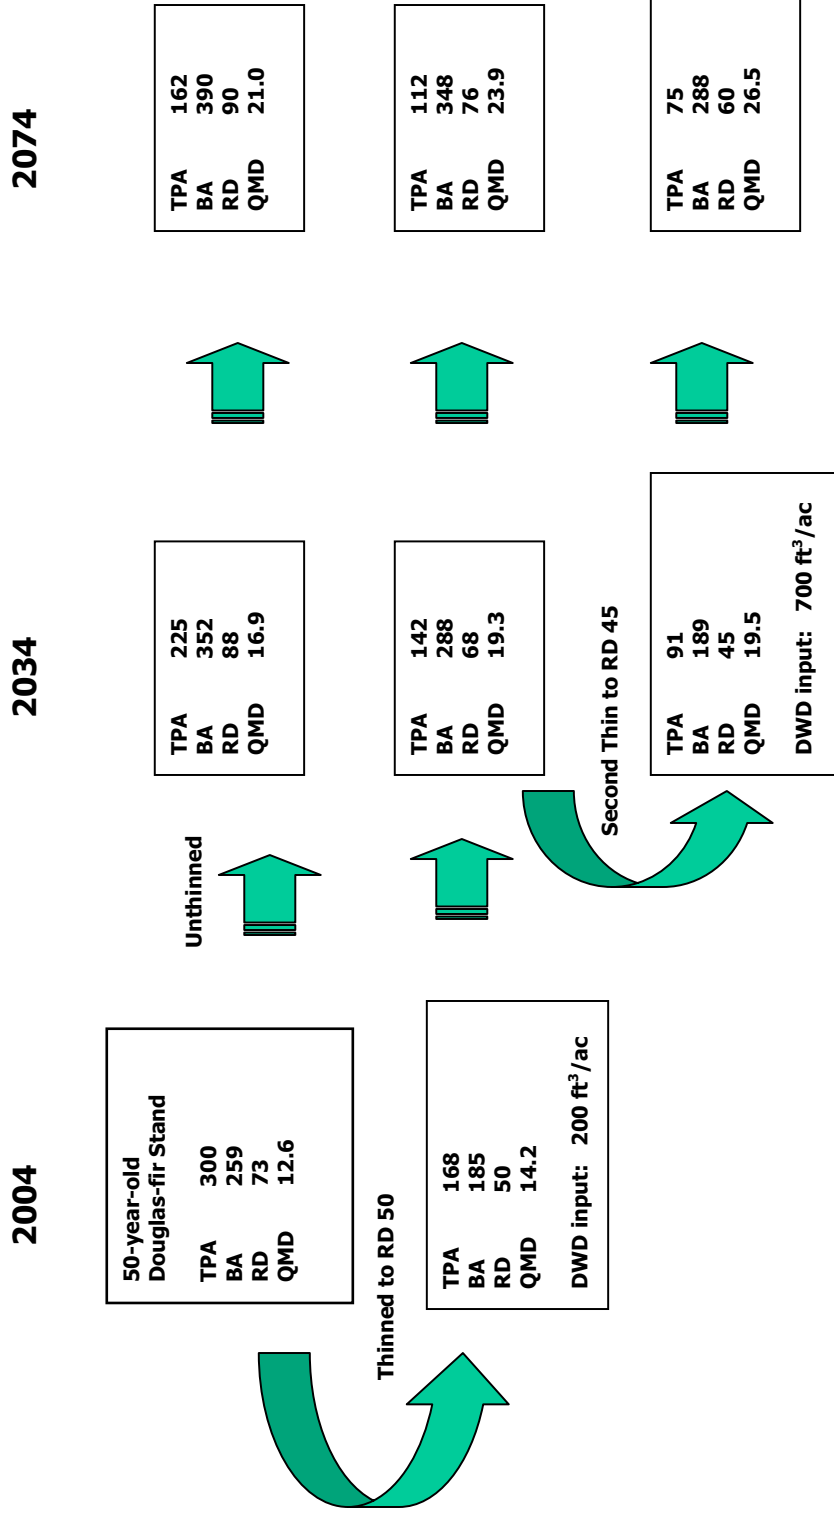 2004
2034
2074
50-year-old
Douglas-fir Stand
TPA 300
BA 259
RD 73
QMD 12.6
Unthinned
TPA 225
BA 352
RD 88
QMD 16.9
TPA 162
BA 390
RD 90
QMD 21.0
Thinned to RD 50
TPA 168
BA 185
RD 50
QMD 14.2
DWD input: 200 ft³/ac
TPA 142
BA 288
RD 68
QMD 19.3
TPA 112
BA 348
RD 76
QMD 23.9
Second Thin to RD 45
TPA 91
BA 189
RD 45
QMD 19.5
DWD input: 700 ft³/ac
TPA 75
BA 288
RD 60
QMD 26.5